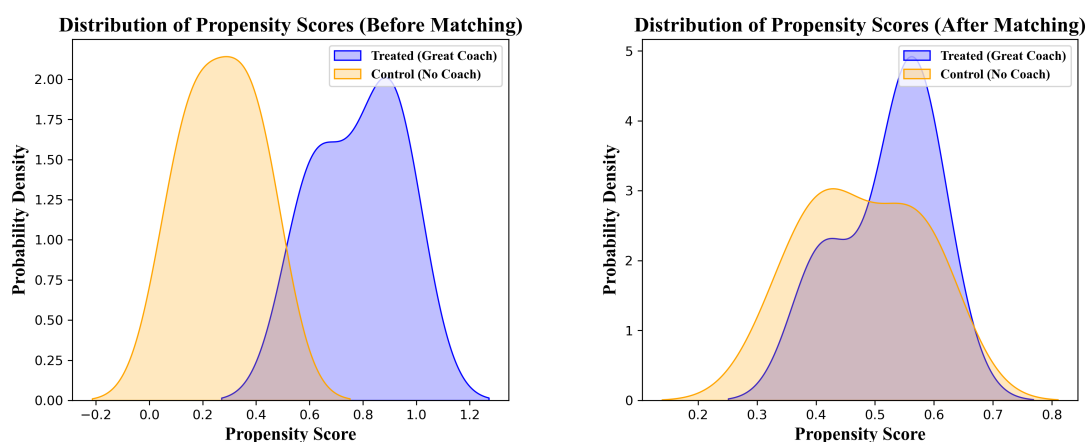 Distribution of Propensity Scores (Before Matching)
Treated (Great Coach)
Control (No Coach)
2.00
1.75
1.50
1.25
1.00
0.75
0.50
0.25
0.00
Probability Density
−0.2 0.0 0.2 0.4 0.6 0.8 1.0 1.2
Propensity Score
Distribution of Propensity Scores (After Matching)
Treated (Great Coach)
Control (No Coach)
5
4
3
2
1
0
Probability Density
0.2 0.3 0.4 0.5 0.6 0.7 0.8
Propensity Score